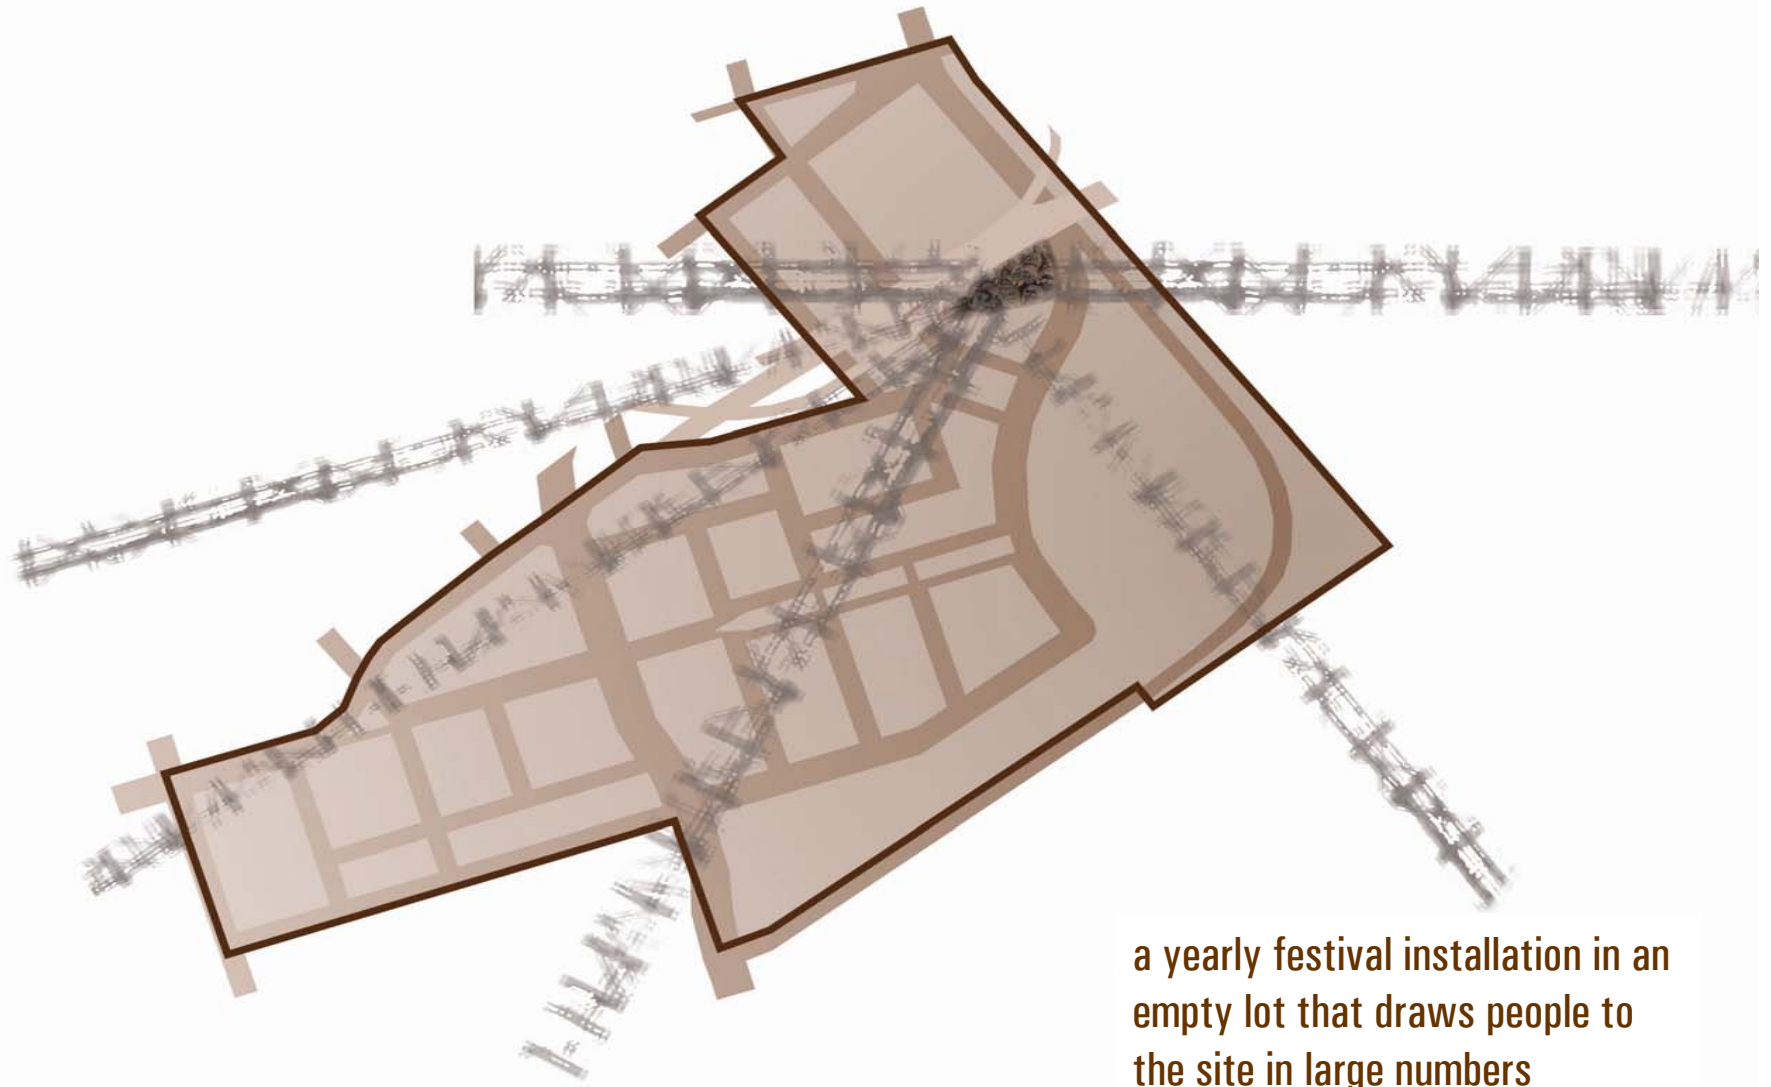 a yearly festival installation in an
empty lot that draws people to
the site in large numbers